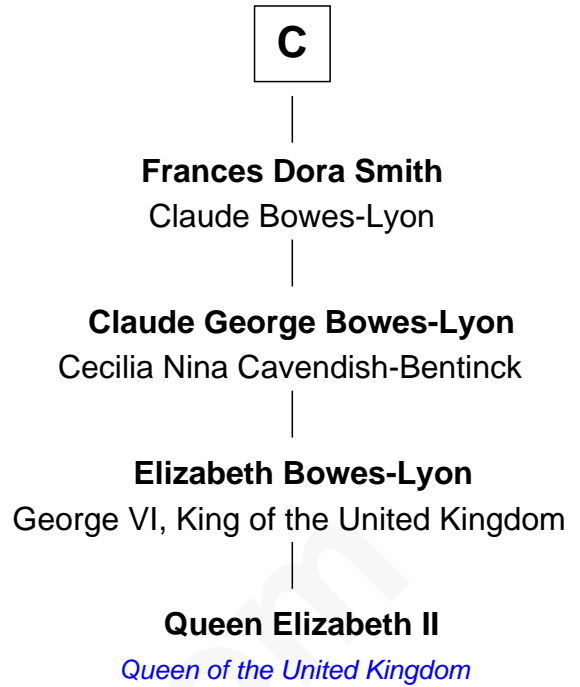 C
Frances Dora Smith
Claude Bowes-Lyon
Claude George Bowes-Lyon
Cecilia Nina Cavendish-Bentinck
Elizabeth Bowes-Lyon
George VI, King of the United Kingdom
Queen Elizabeth II
Queen of the United Kingdom